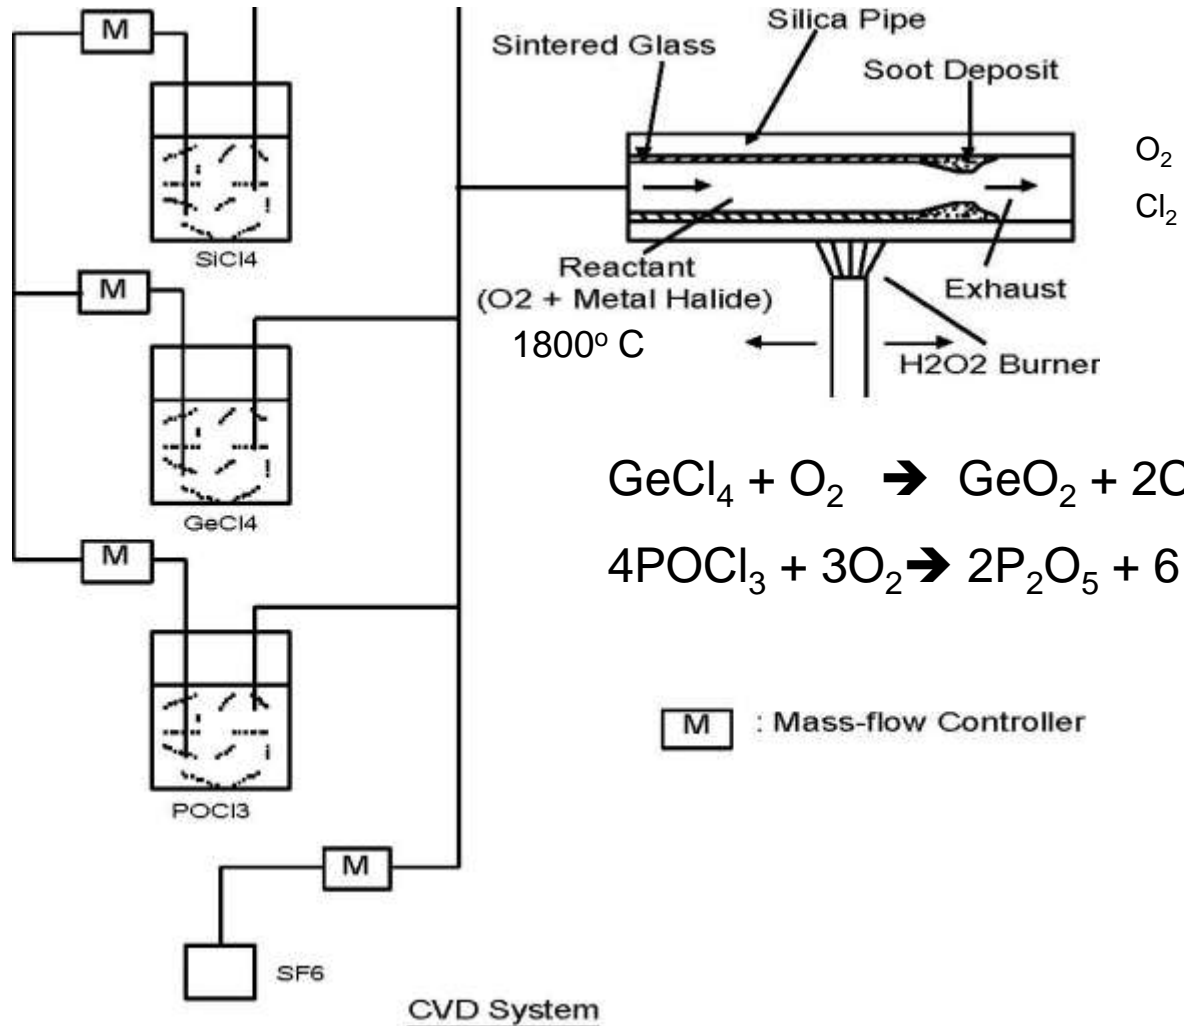 M
SiCl4
M
GeCl4
M
POCl3
M
SF6
CVD System
Silica Pipe
Sintered Glass
Soot Deposit
O₂
Cl₂
Reactant
(O2 + Metal Halide)
1800° C
Exhaust
H2O2 Burner
GeCl₄ + O₂ ➔ GeO₂ + 2C
4POCl₃ + 3O₂➔ 2P₂O₅ + 6
M : Mass-flow Controller